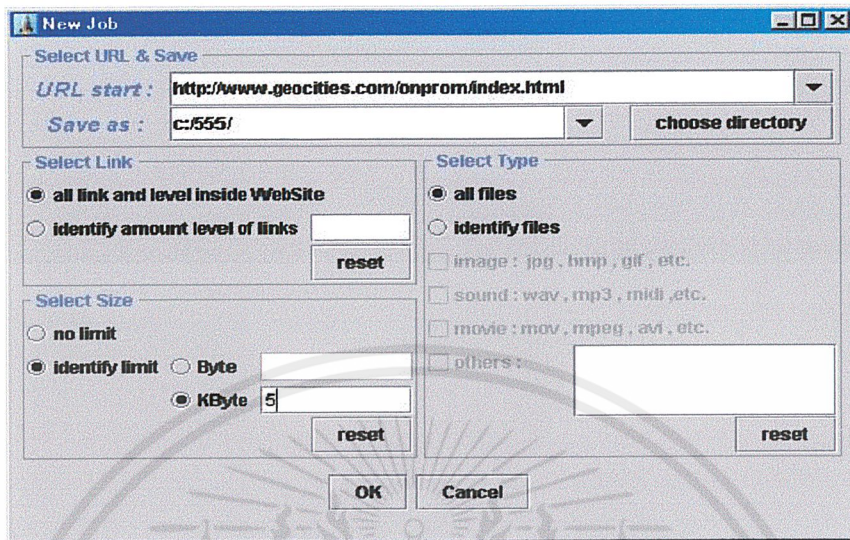 New Job
Select URL & Save
URL start :
http://www.geocities.com/onprom/index.html
Save as :
c:/555/
choose directory
Select Link
all link and level inside WebSite
identify amount level of links
reset
Select Size
no limit
identify limit
Byte
KByte
5
reset
Select Type
all files
identify files
image : jpg , bmp , gif , etc.
sound : wav , mp3 , midi ,etc.
movie : mov , mpeg , avi , etc.
others :
reset
OK
Cancel